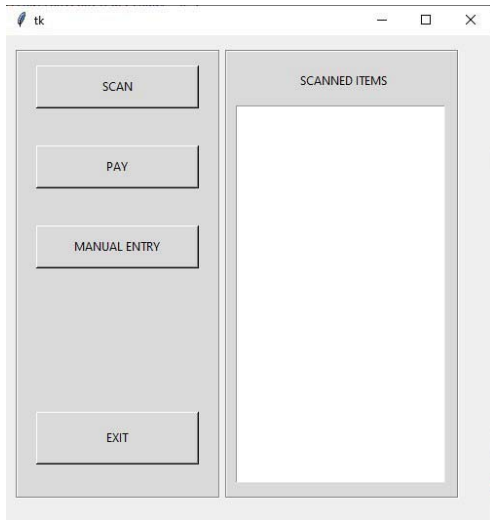 tk
SCAN
PAY
MANUAL ENTRY
EXIT
SCANNED ITEMS